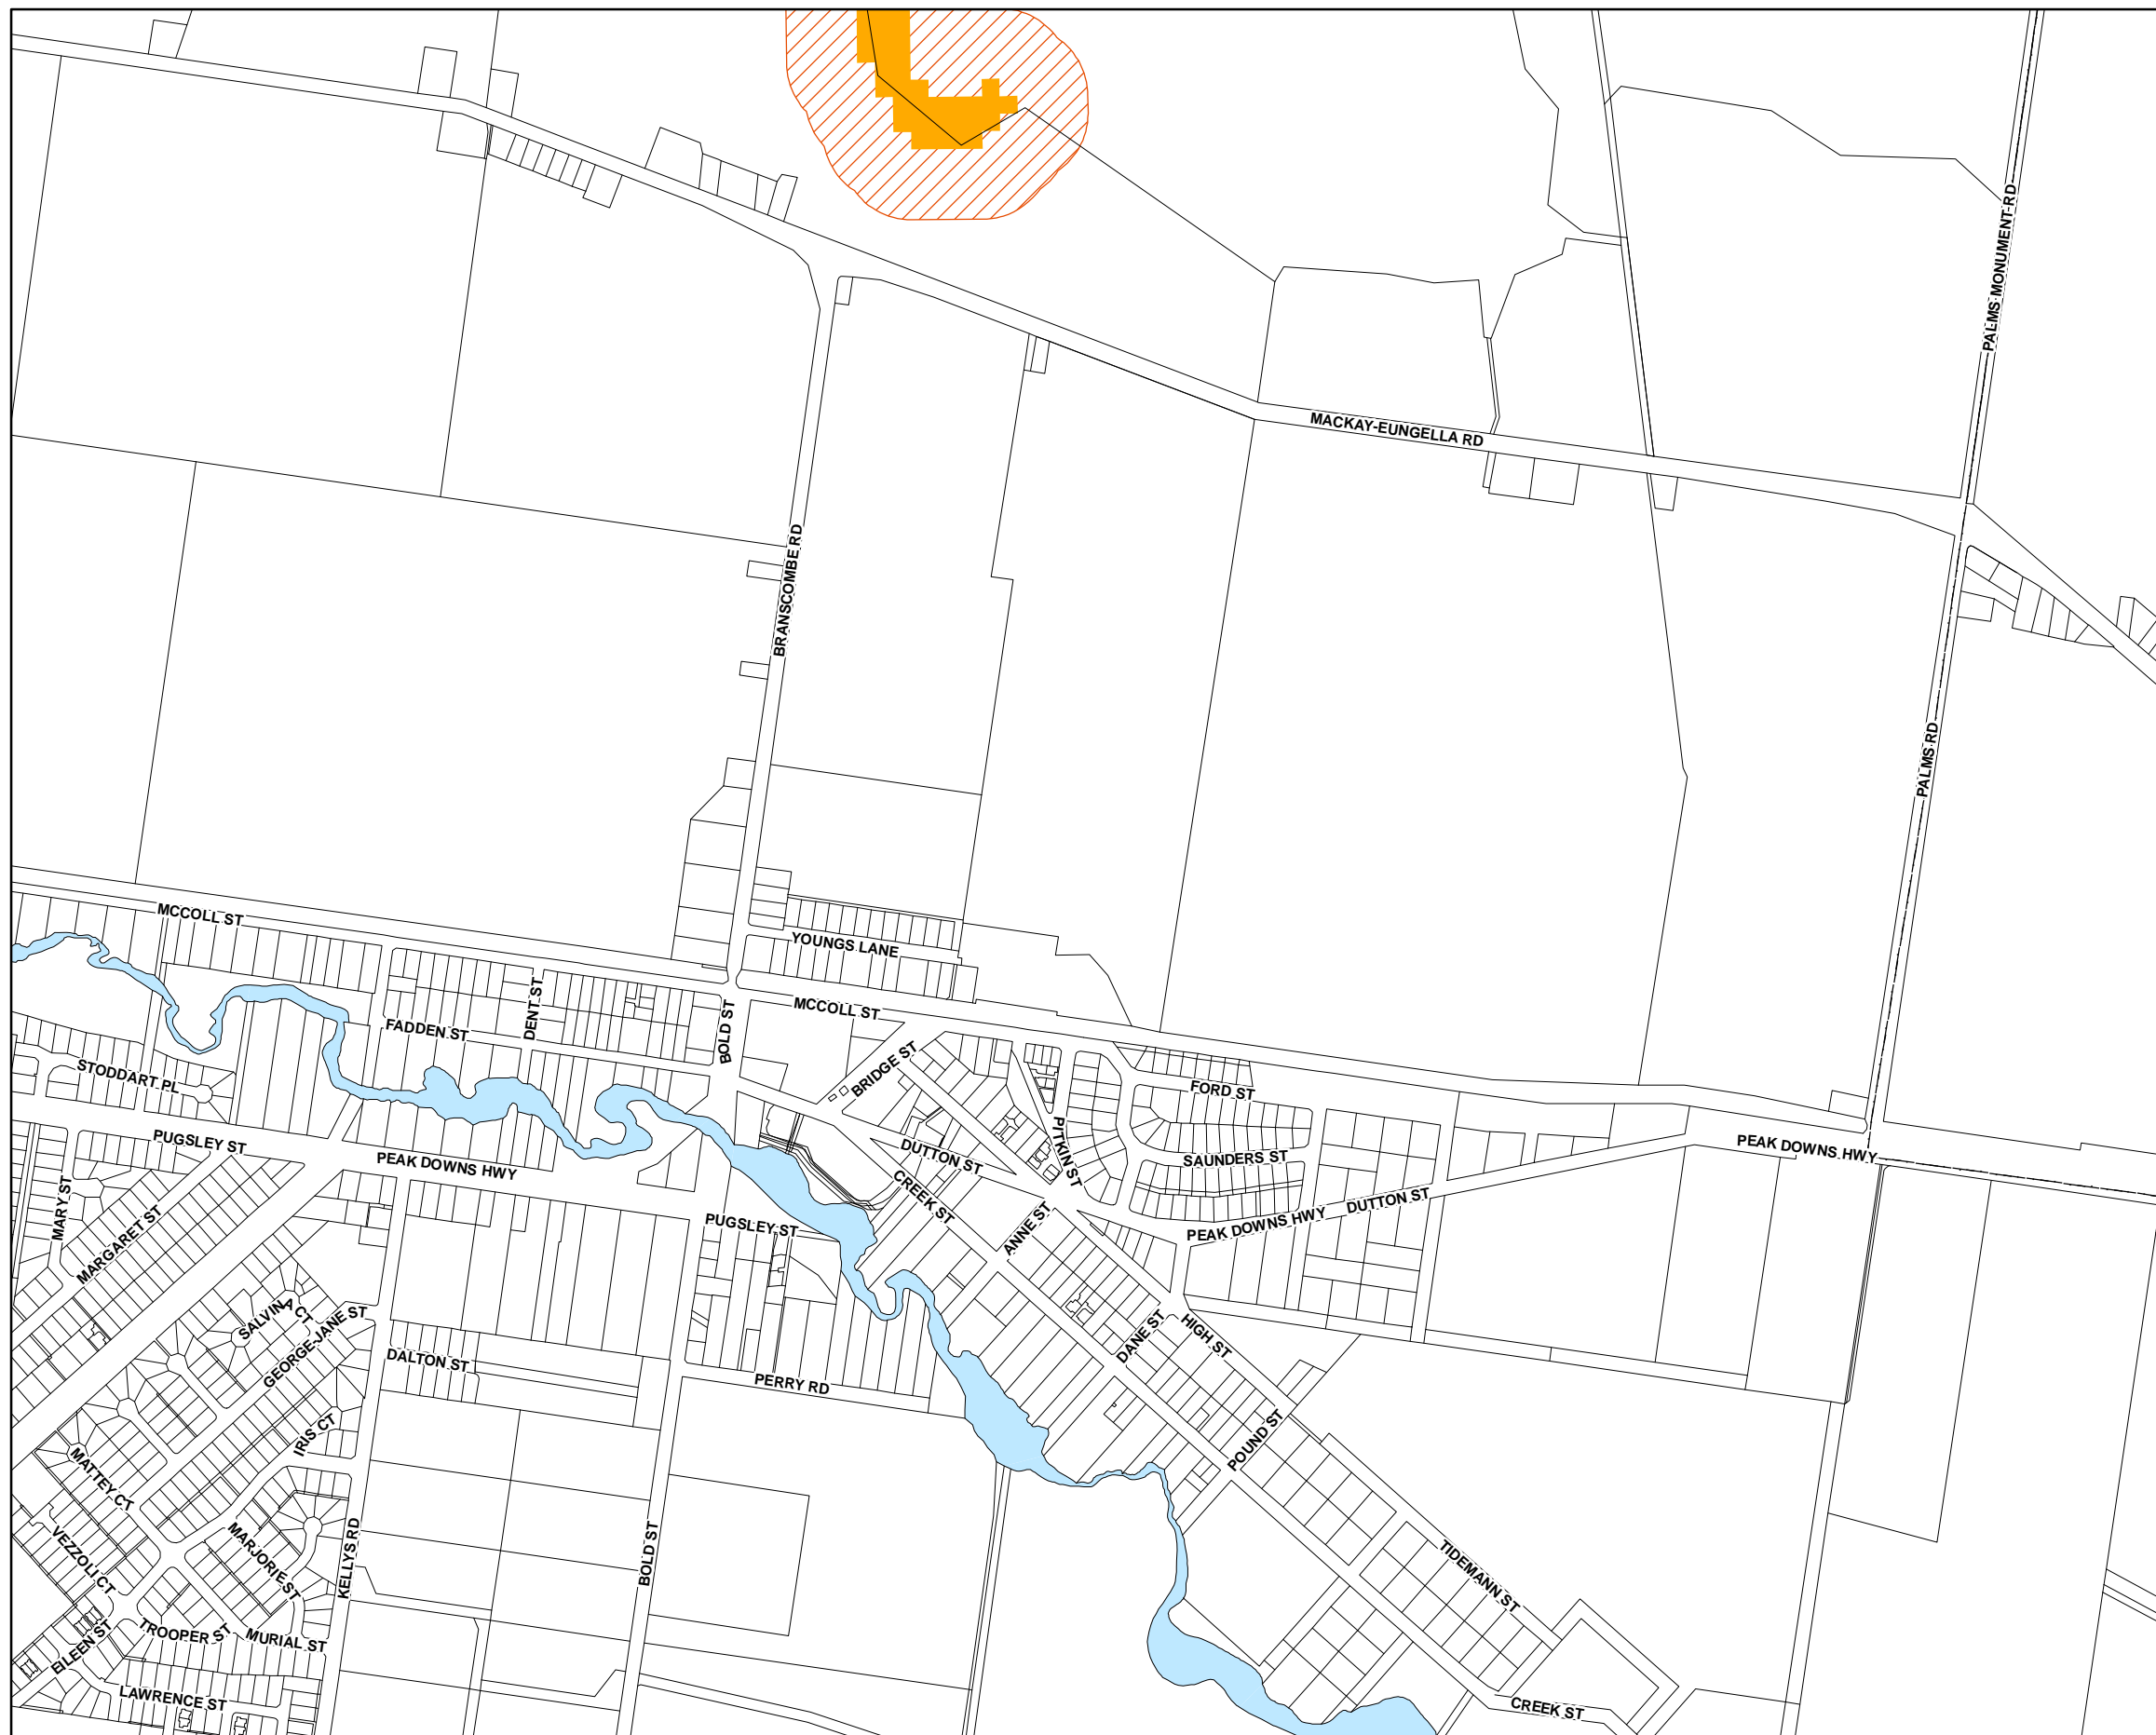 PALMS MONUMENT RD
MACKAY-EUNGELLA RD
BRANSCOMBE RD
PALMS RD
MCCOLL ST
YOUNGS LANE
MCCOLL ST
DENT ST
BOLD ST
FADDEN ST
BRIDGE ST
STODDART PL
FORD ST
PITKIN ST
PUGSLEY ST
PEAK DOWNS HWY
DUTTON ST
SAUNDERS ST
PEAK DOWNS HWY
MARY ST
MARGARET ST
CREEK ST
ANNE ST
PUGSLEY ST
PEAK DOWNS HWY
DUTTON ST
SALVINA CT
GEORGE-JANE ST
DALTON ST
PERRY RD
DANE ST
HIGH ST
IRIS CT
POUND ST
MATTEY CT
VEZZOLI CT
MARJORIE ST
KELLYS RD
BOLD ST
TIDEMANN ST
EILEEN ST
TROOPER ST
MURIAL ST
LAWRENCE ST
CREEK ST